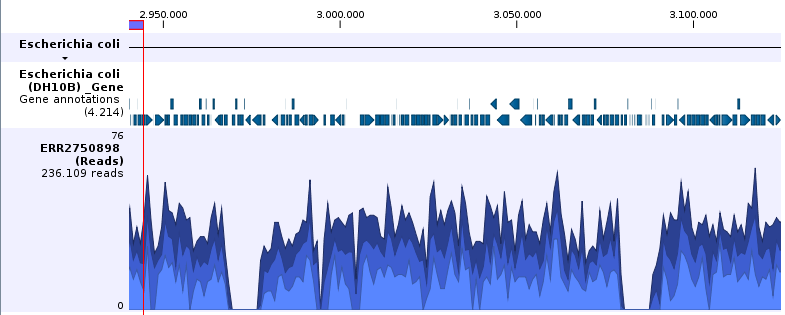 2.950.000 3.000.000 3.050.000 3.100.000
Escherichia coli
Escherichia coli
(DH10B) _Gene
Gene annotations
(4.214)
76
ERR2750898
(Reads)
236.109 reads
0